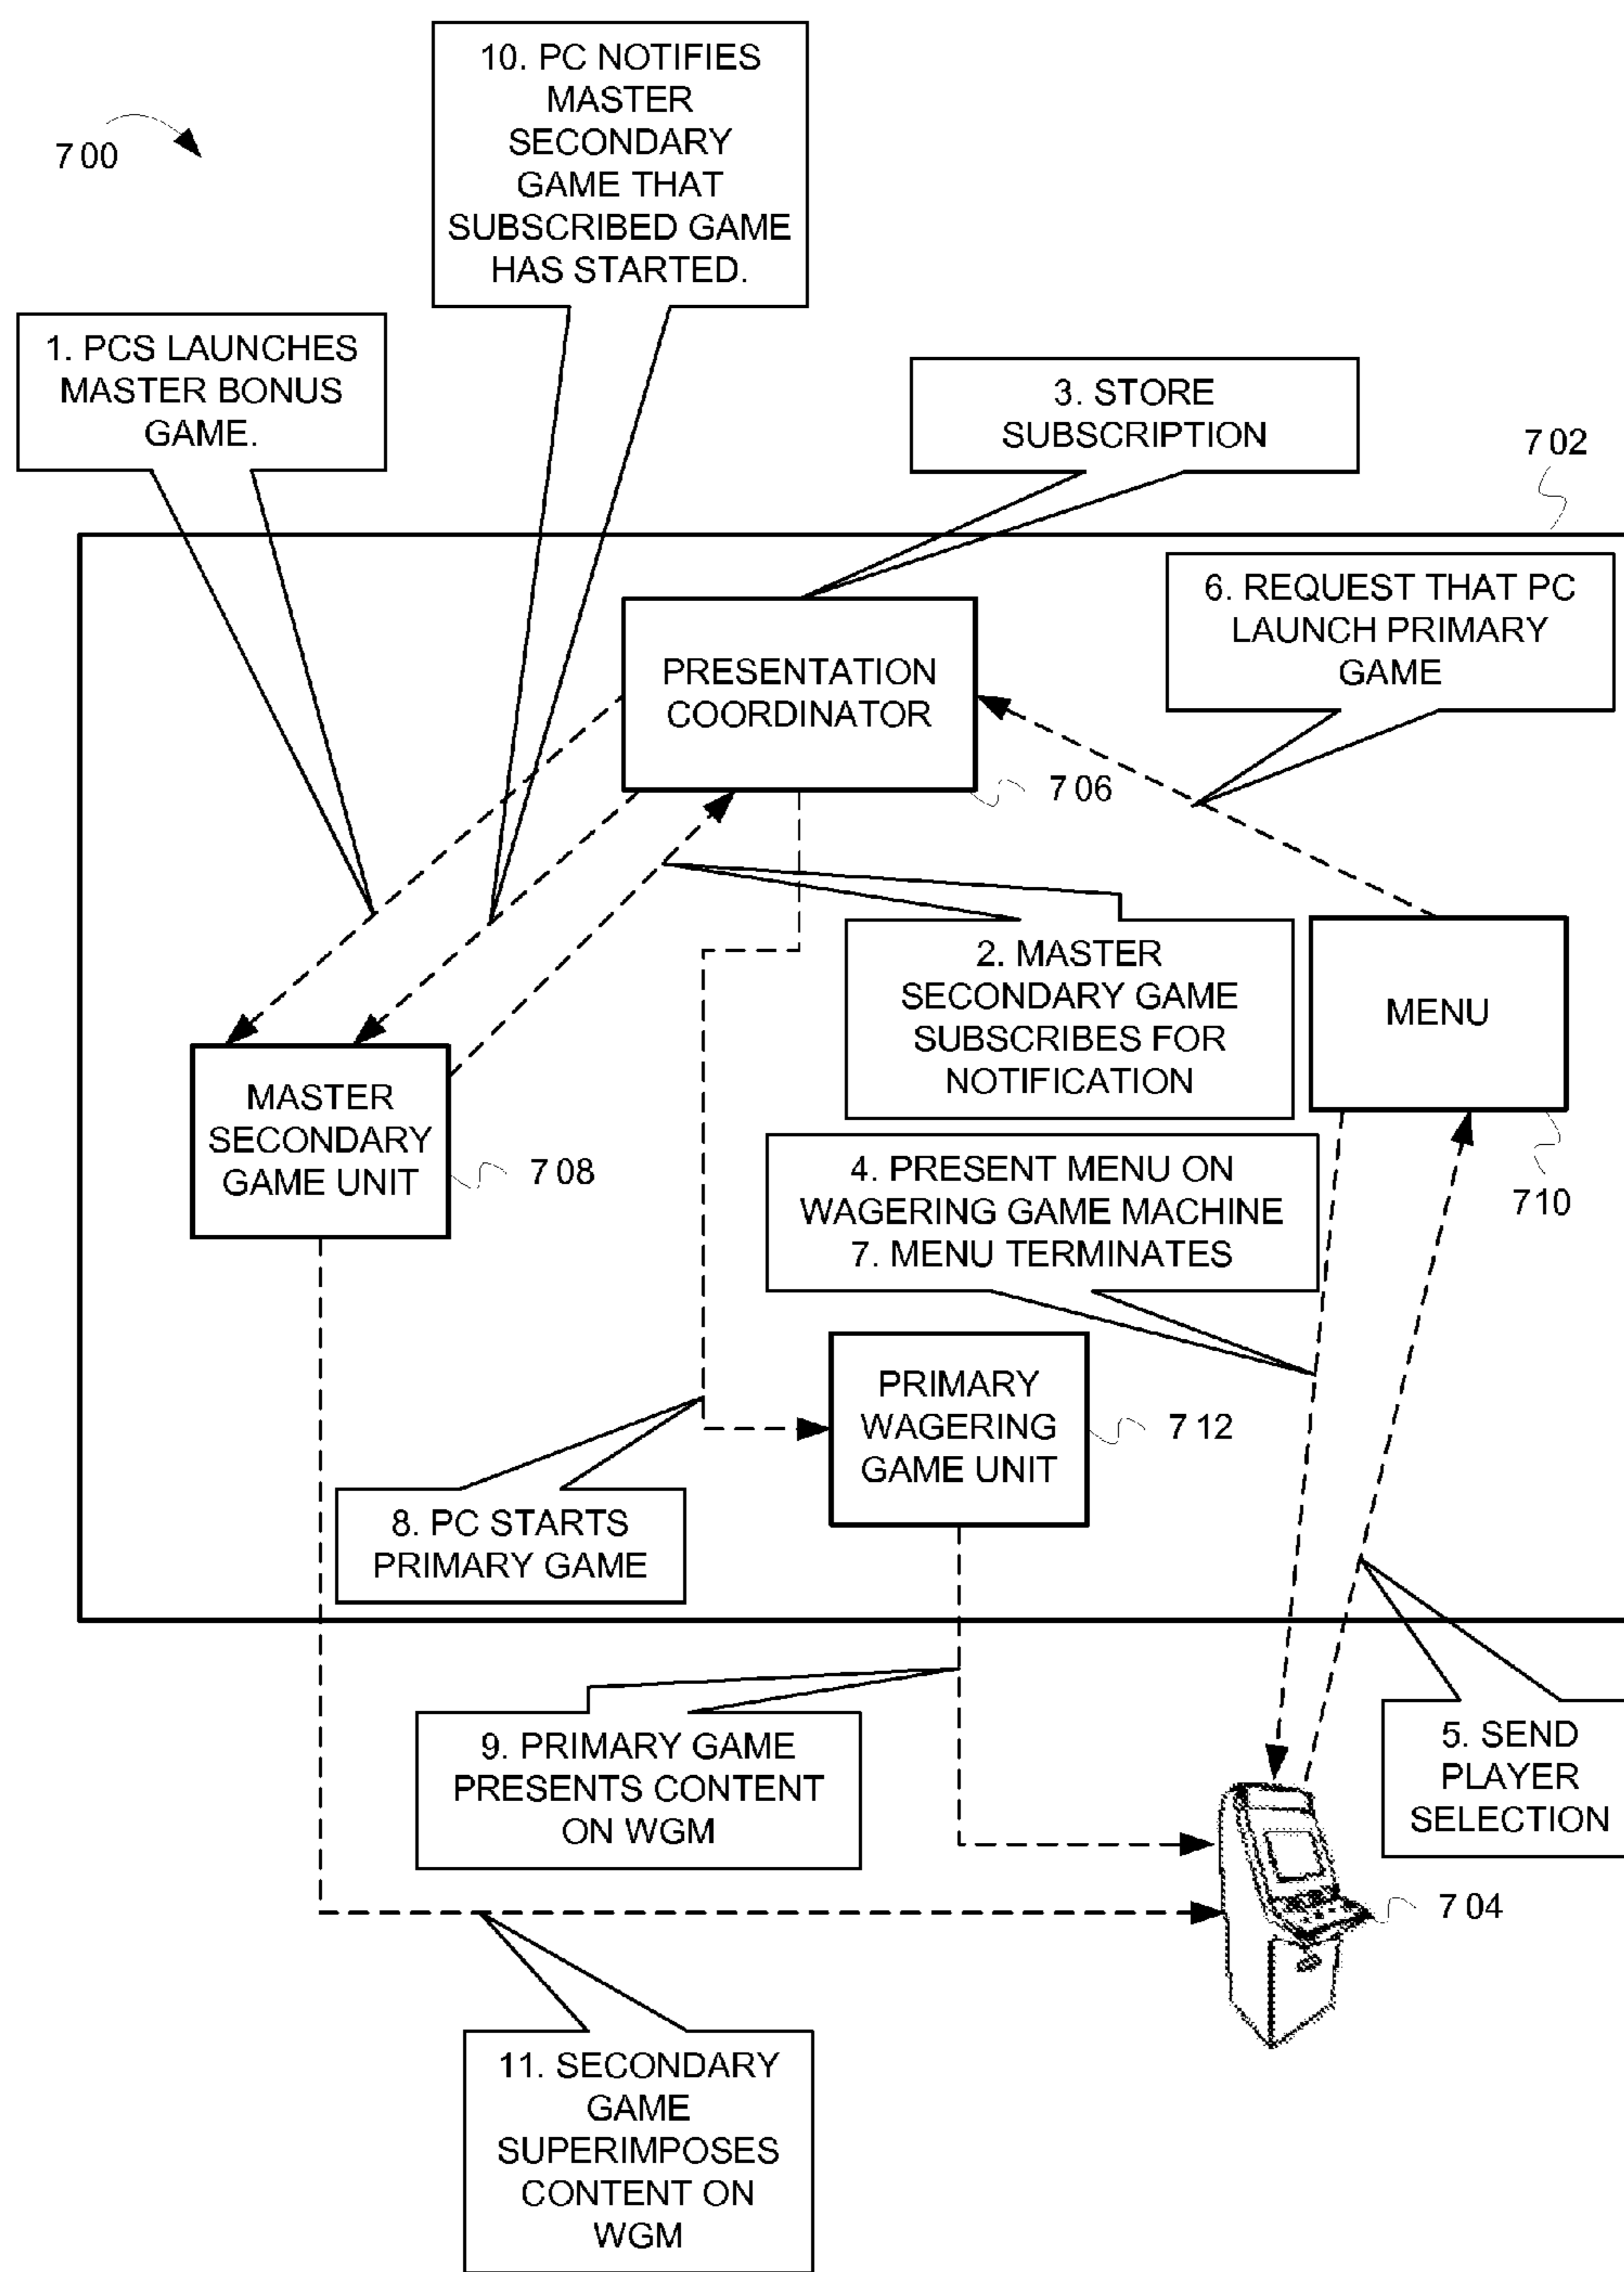 10. PC NOTIFIES
MASTER
SECONDARY
GAME THAT
SUBSCRIBED GAME
HAS STARTED.
700
1. PCS LAUNCHES
MASTER BONUS
GAME.
3. STORE
SUBSCRIPTION
702
6. REQUEST THAT PC
LAUNCH PRIMARY
GAME
PRESENTATION
COORDINATOR
706
2. MASTER
SECONDARY GAME
SUBSCRIBES FOR
NOTIFICATION
MENU
710
MASTER
SECONDARY
GAME UNIT
708
4. PRESENT MENU ON
WAGERING GAME MACHINE
7. MENU TERMINATES
PRIMARY
WAGERING
GAME UNIT
712
8. PC STARTS
PRIMARY GAME
9. PRIMARY GAME
PRESENTS CONTENT
ON WGM
5. SEND
PLAYER
SELECTION
704
11. SECONDARY
GAME
SUPERIMPOSES
CONTENT ON
WGM